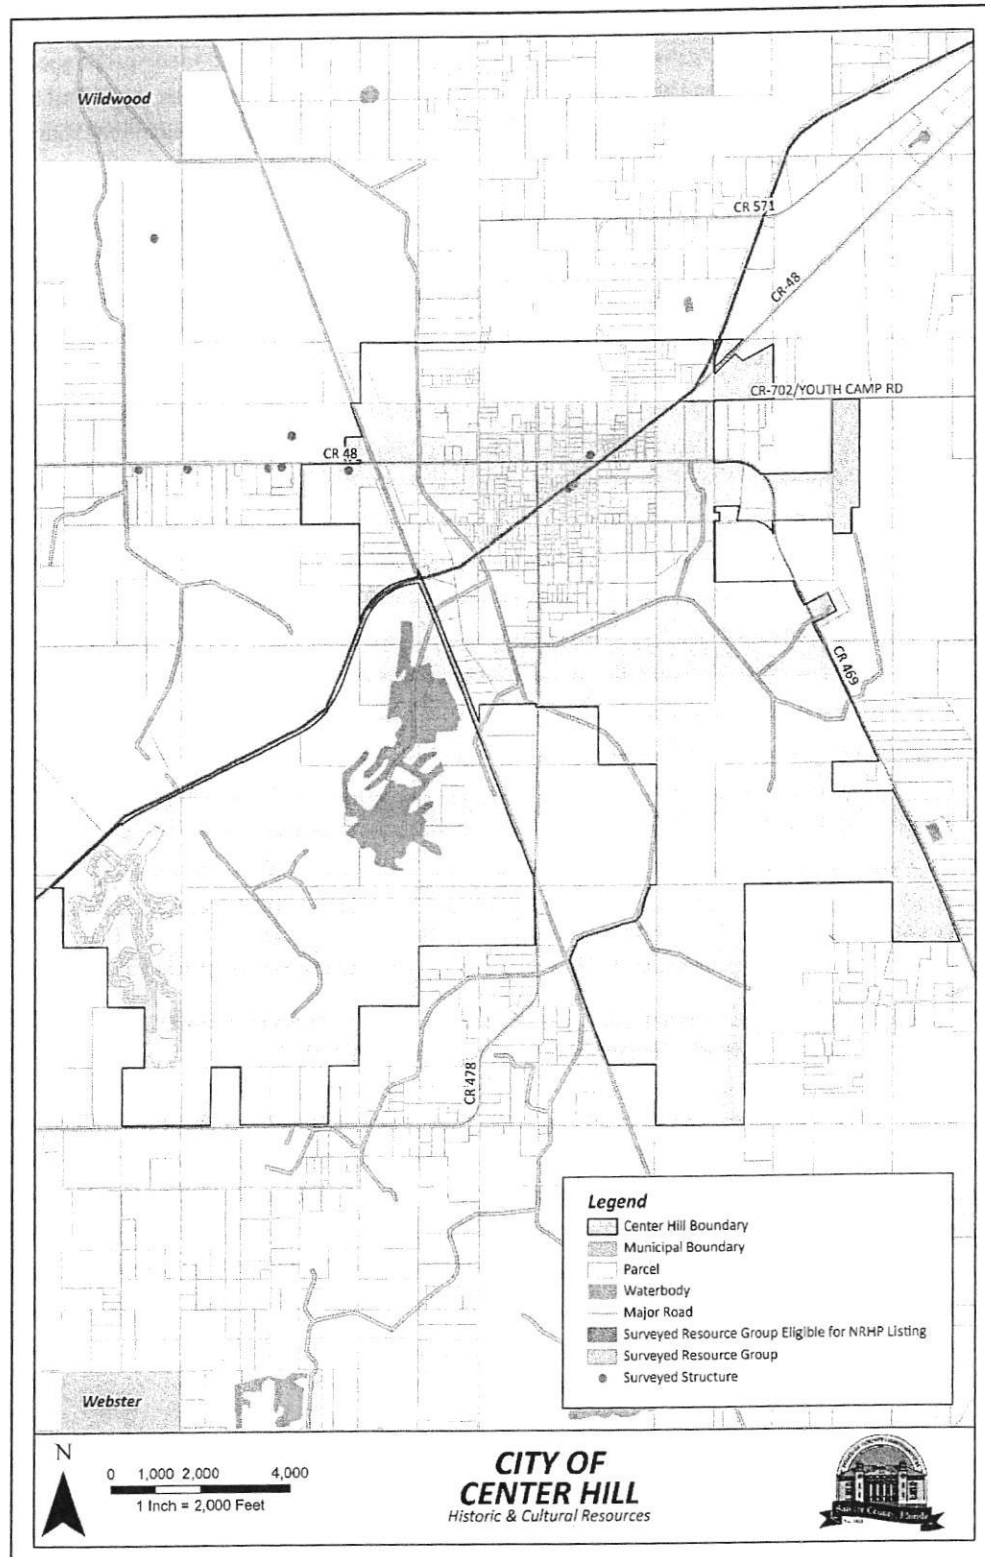 Wildwood
CR 571
CR-48
CR-702/YOUTH CAMP RD
CR 48
CR 469
CR 478
Legend
Center Hill Boundary
Municipal Boundary
Parcel
Waterbody
Major Road
Surveyed Resource Group Eligible for NRHP Listing
Surveyed Resource Group
Surveyed Structure
Webster
N
0 1,000 2,000 4,000
1 Inch = 2,000 Feet
CITY OF
CENTER HILL
Historic & Cultural Resources
Sumter County, Florida